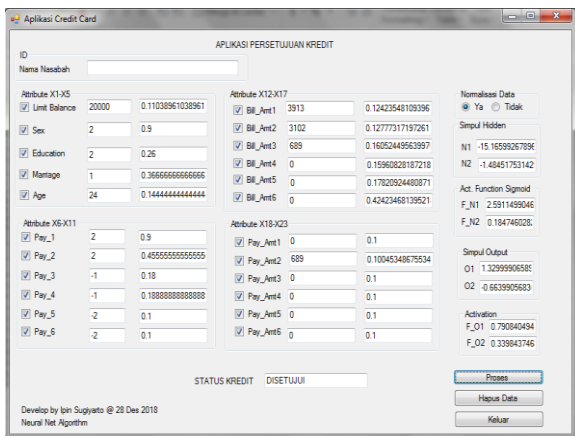 Aplikasi Credit Card
APLIKASI PERSETUJUAN KREDIT
ID
Nama Nasabah
Attribute X1-X5
Limit Balance 20000 0.11038961038961
Sex 2 0.9
Education 2 0.26
Marriage 1 0.36666666666666
Age 24 0.14444444444444
Attribute X6-X11
Pay_1 2 0.9
Pay_2 2 0.4555555555555
Pay_3 -1 0.18
Pay_4 -1 0.18888888888888
Pay_5 -2 0.1
Pay_6 -2 0.1
Attribute X12-X17
Bill_Amt1 3913 0.12423548109396
Bill_Amt2 3102 0.12777317197261
Bill_Amt3 689 0.1605244956399
Bill_Amt4 0 0.15960828187218
Bill_Amt5 0 0.17820924480871
Bill_Amt6 0 0.4242346813952
Attribute X18-X23
Pay_Amt1 0 0.1
Pay_Amt2 689 0.10045348675534
Pay_Amt3 0 0.1
Pay_Amt4 0 0.1
Pay_Amt5 0 0.1
Pay_Amt6 0 0.1
Normalisasi Data
Ya Tidak
Simpul Hidden
N1 -15.1659926789
N2 -1.48451753142
Act. Function Sigmoid
F_N1 2.5911499046
F_N2 0.184746028
Simpul Output
O1 1.3299990658
O2 -0.663990568
Activation
F_O1 0.790840494
F_O2 0.339843746
STATUS KREDIT DISETUJUI
Proses
Hapus Data
Keluar
Develop by Ipin Sugiyarto @ 28 Des 2018
Neural Net Algorithm